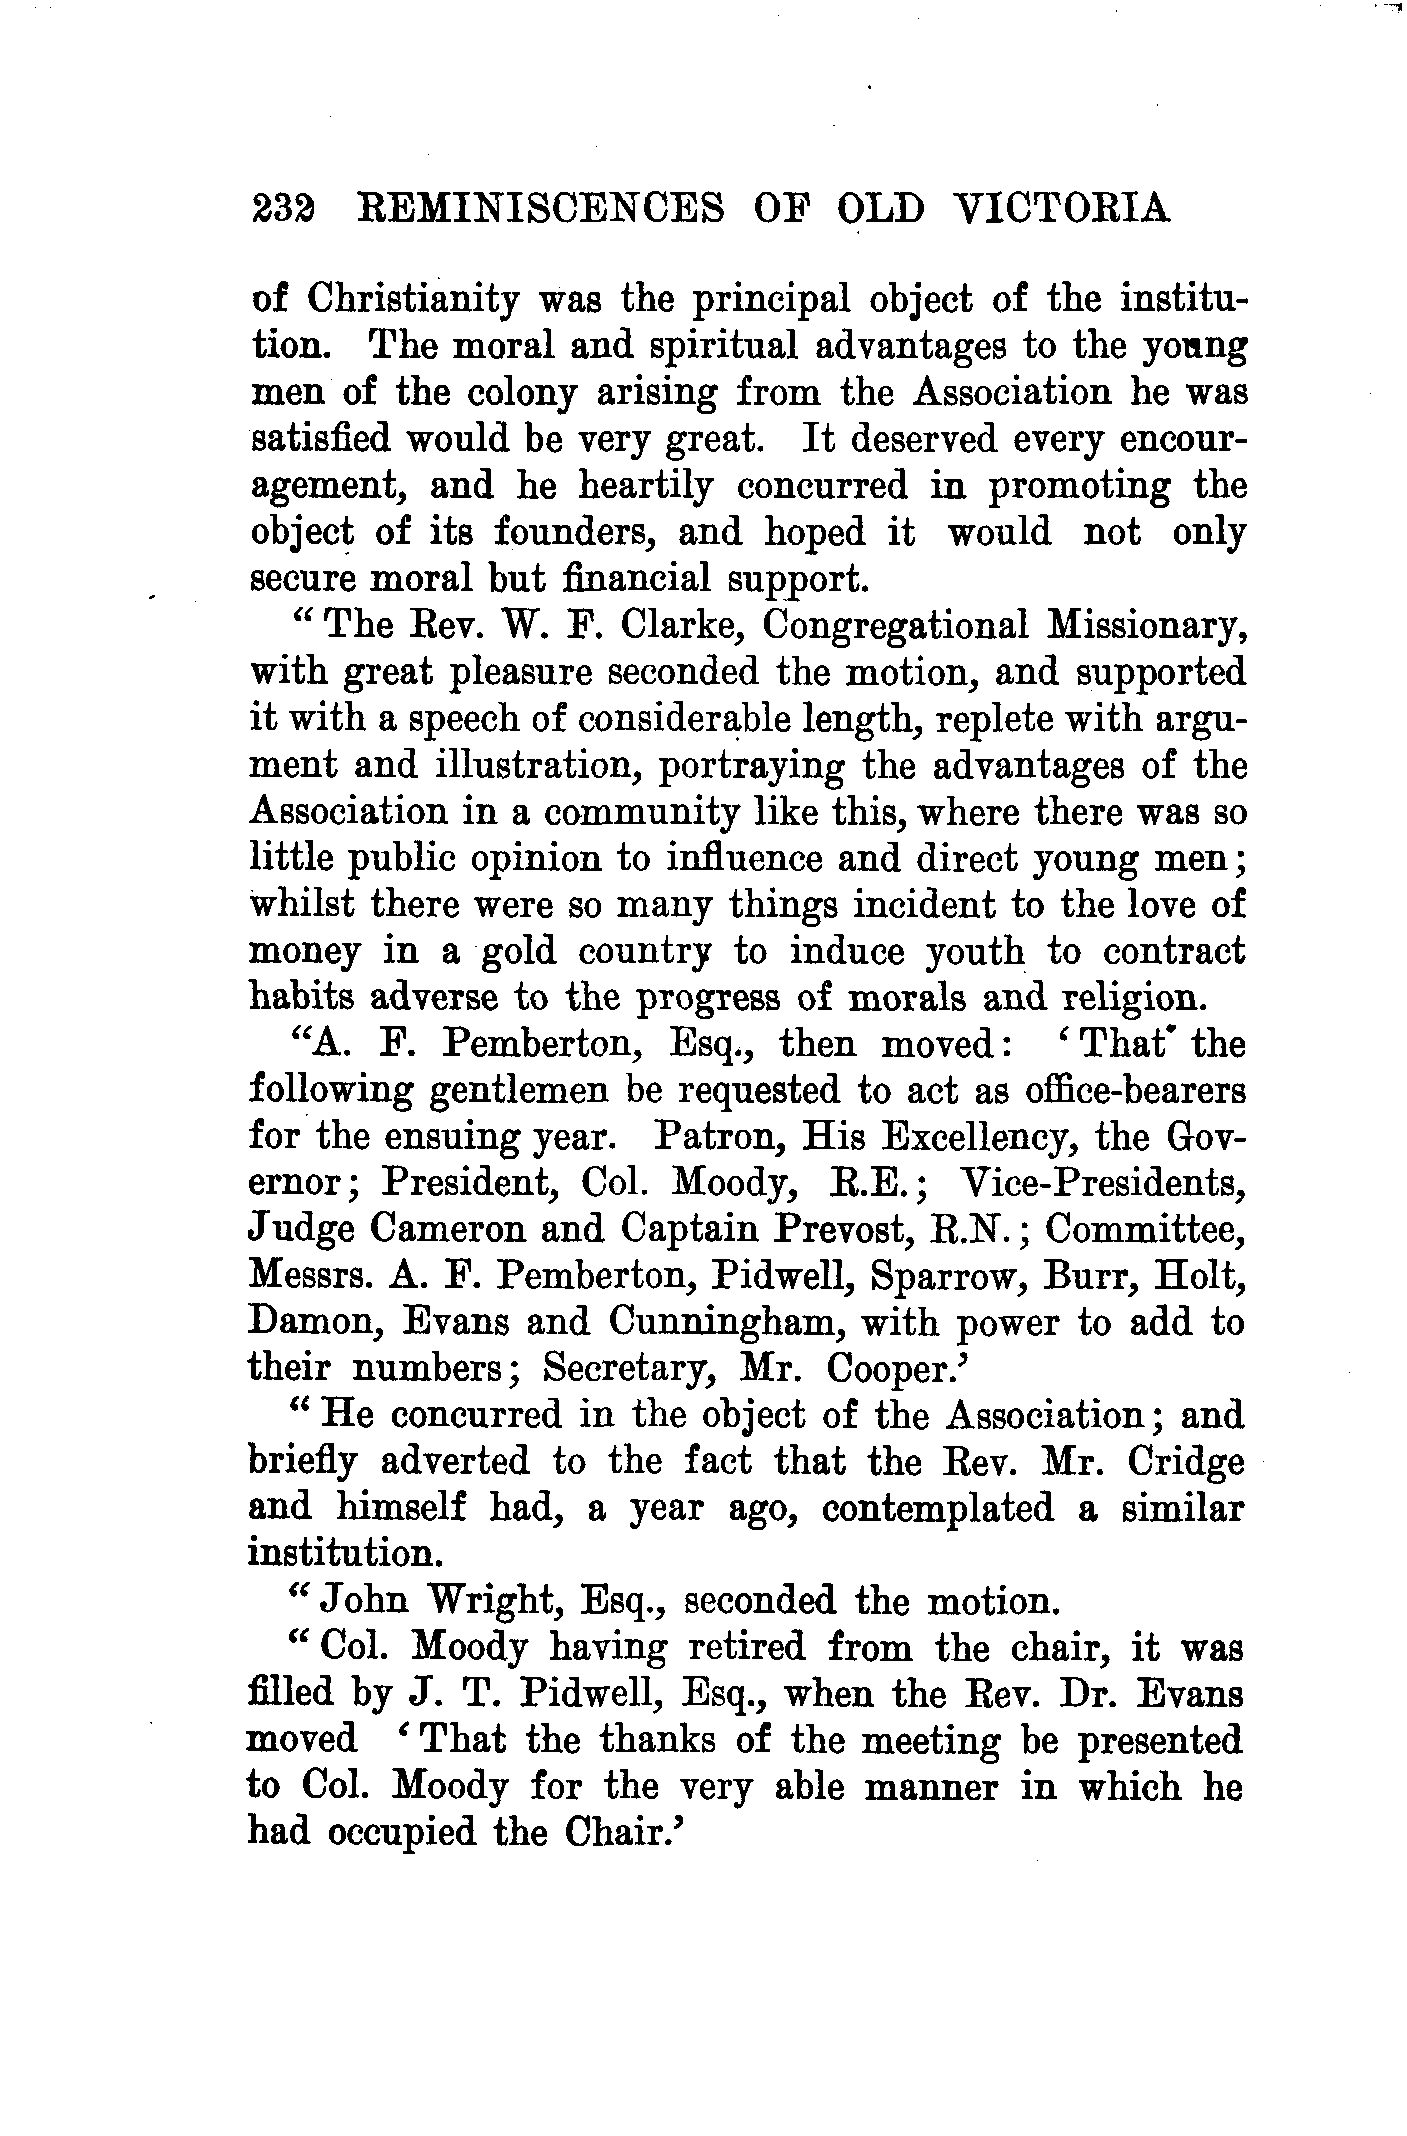 232 REMINISCENCES OF OLD VICTORIA
of Christianity was the principal object of the institu-
tion. The moral and spiritual advantages to the young
men of the colony arising from the Association he was
satisfied would be very great. It deserved every encour-
agement, and he heartily concurred in promoting the
object of its founders, and hoped it would not only
secure moral but financial support.
“ The Rev. W. F. Clarke, Congregational Missionary,
with great pleasure seconded the motion, and supported
it with a speech of considerable length, replete with argu-
ment and illustration, portraying the advantages of the
Association in a community like this, where there was so
little public opinion to influence and direct young men;
whilst there were so many things incident to the love of
money in a gold country to induce youth to contract
habits adverse to the progress of morals and religion.
“A. F. Pemberton, Esq., then moved: ‘ That the
following gentlemen be requested to act as office-bearers
for the ensuing year. Patron, His Excellency, the Gov-
ernor; President, Col. Moody, R.E.; Vice-Presidents,
Judge Cameron and Captain Prevost, R.N.; Committee,
Messrs. A. F. Pemberton, Pidwell, Sparrow, Burr, Holt,
Damon, Evans and Cunningham, with power to add to
their numbers; Secretary, Mr. Cooper.’
“ He concurred in the object of the Association; and
briefly adverted to the fact that the Rev. Mr. Cridge
and himself had, a year ago, contemplated a similar
institution.
“ John Wright, Esq., seconded the motion.
“ Col. Moody having retired from the chair, it was
filled by J. T. Pidwell, Esq., when the Rev. Dr. Evans
moved ‘ That the thanks of the meeting be presented
to Col. Moody for the very able manner in which he
had occupied the Chair.’